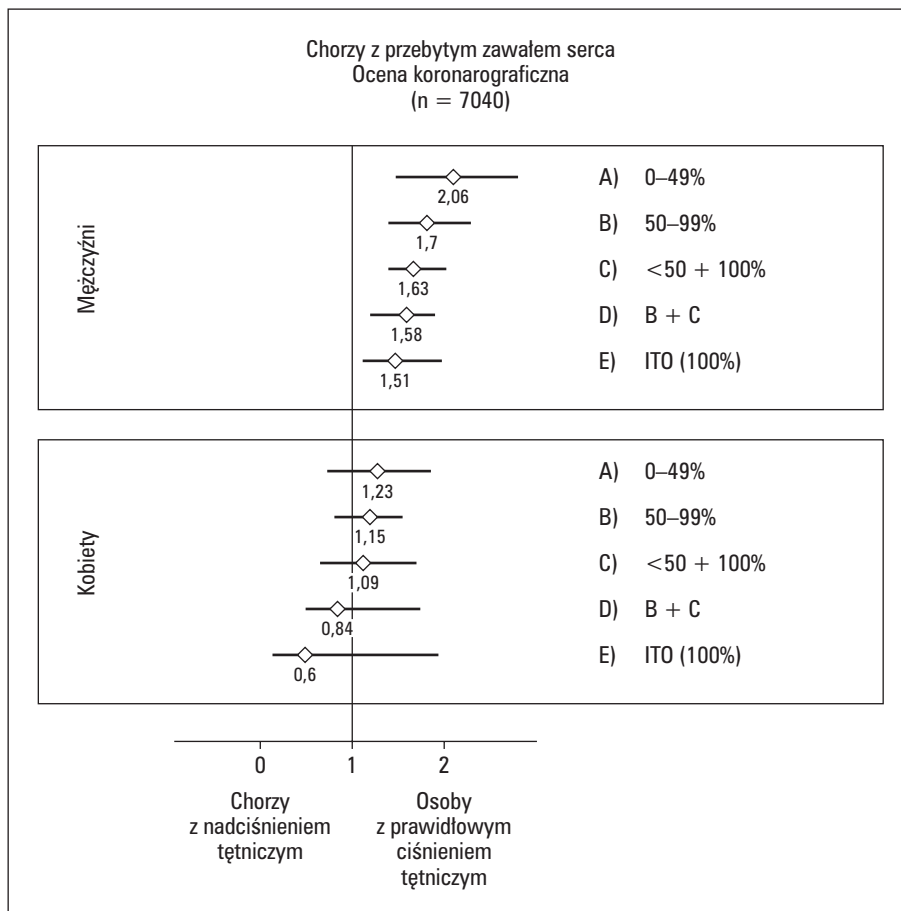 Chorzy z przebytym zawałem serca
Ocena koronarograficzna
(n = 7040)
Mężczyźni
A) 0–49%
2,06
B) 50–99%
1,7
C) <50 + 100%
1,63
D) B + C
1,58
E) ITO (100%)
1,51
Kobiety
A) 0–49%
1,23
B) 50–99%
1,15
C) <50 + 100%
1,09
D) B + C
0,84
E) ITO (100%)
0,6
0 1 2
Chorzy
z nadciśnieniem
tętniczym
Osoby
z prawidłowym
ciśnieniem
tętniczym